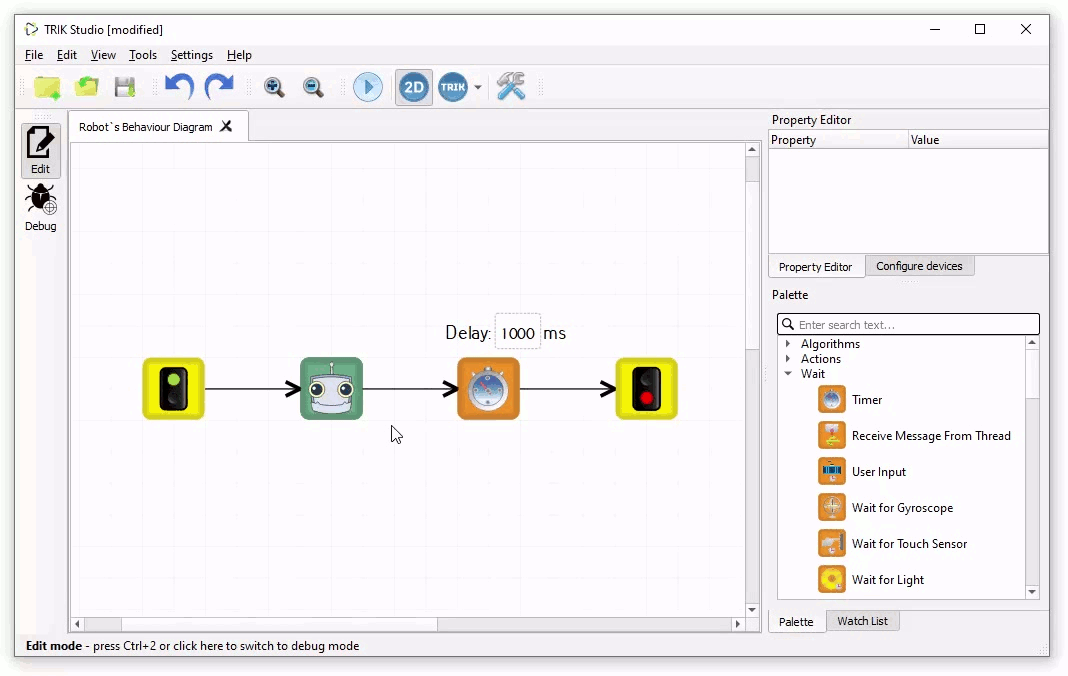 TRIK Studio [modified]
File Edit View Tools Settings Help
2D TRIK
Robot`s Behaviour Diagram
Edit
Debug
Delay: 1000 ms
Property Editor
Property Value
Property Editor Configure devices
Palette
Enter search text...
Algorithms
Actions
Wait
Timer
Receive Message From Thread
User Input
Wait for Gyroscope
Wait for Touch Sensor
Wait for Light
Palette Watch List
Edit mode - press Ctrl+2 or click here to switch to debug mode